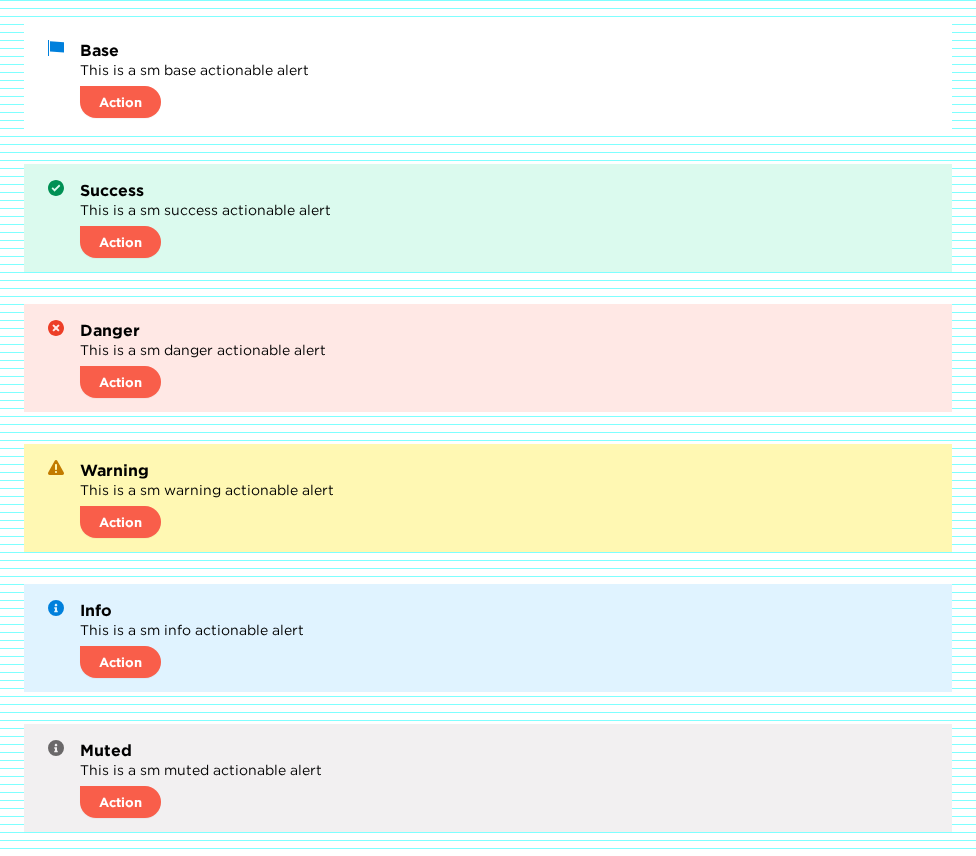 Base
This is a sm base actionable alert
Action
Success
This is a sm success actionable alert
Action
Danger
This is a sm danger actionable alert
Action
Warning
This is a sm warning actionable alert
Action
Info
This is a sm info actionable alert
Action
Muted
This is a sm muted actionable alert
Action